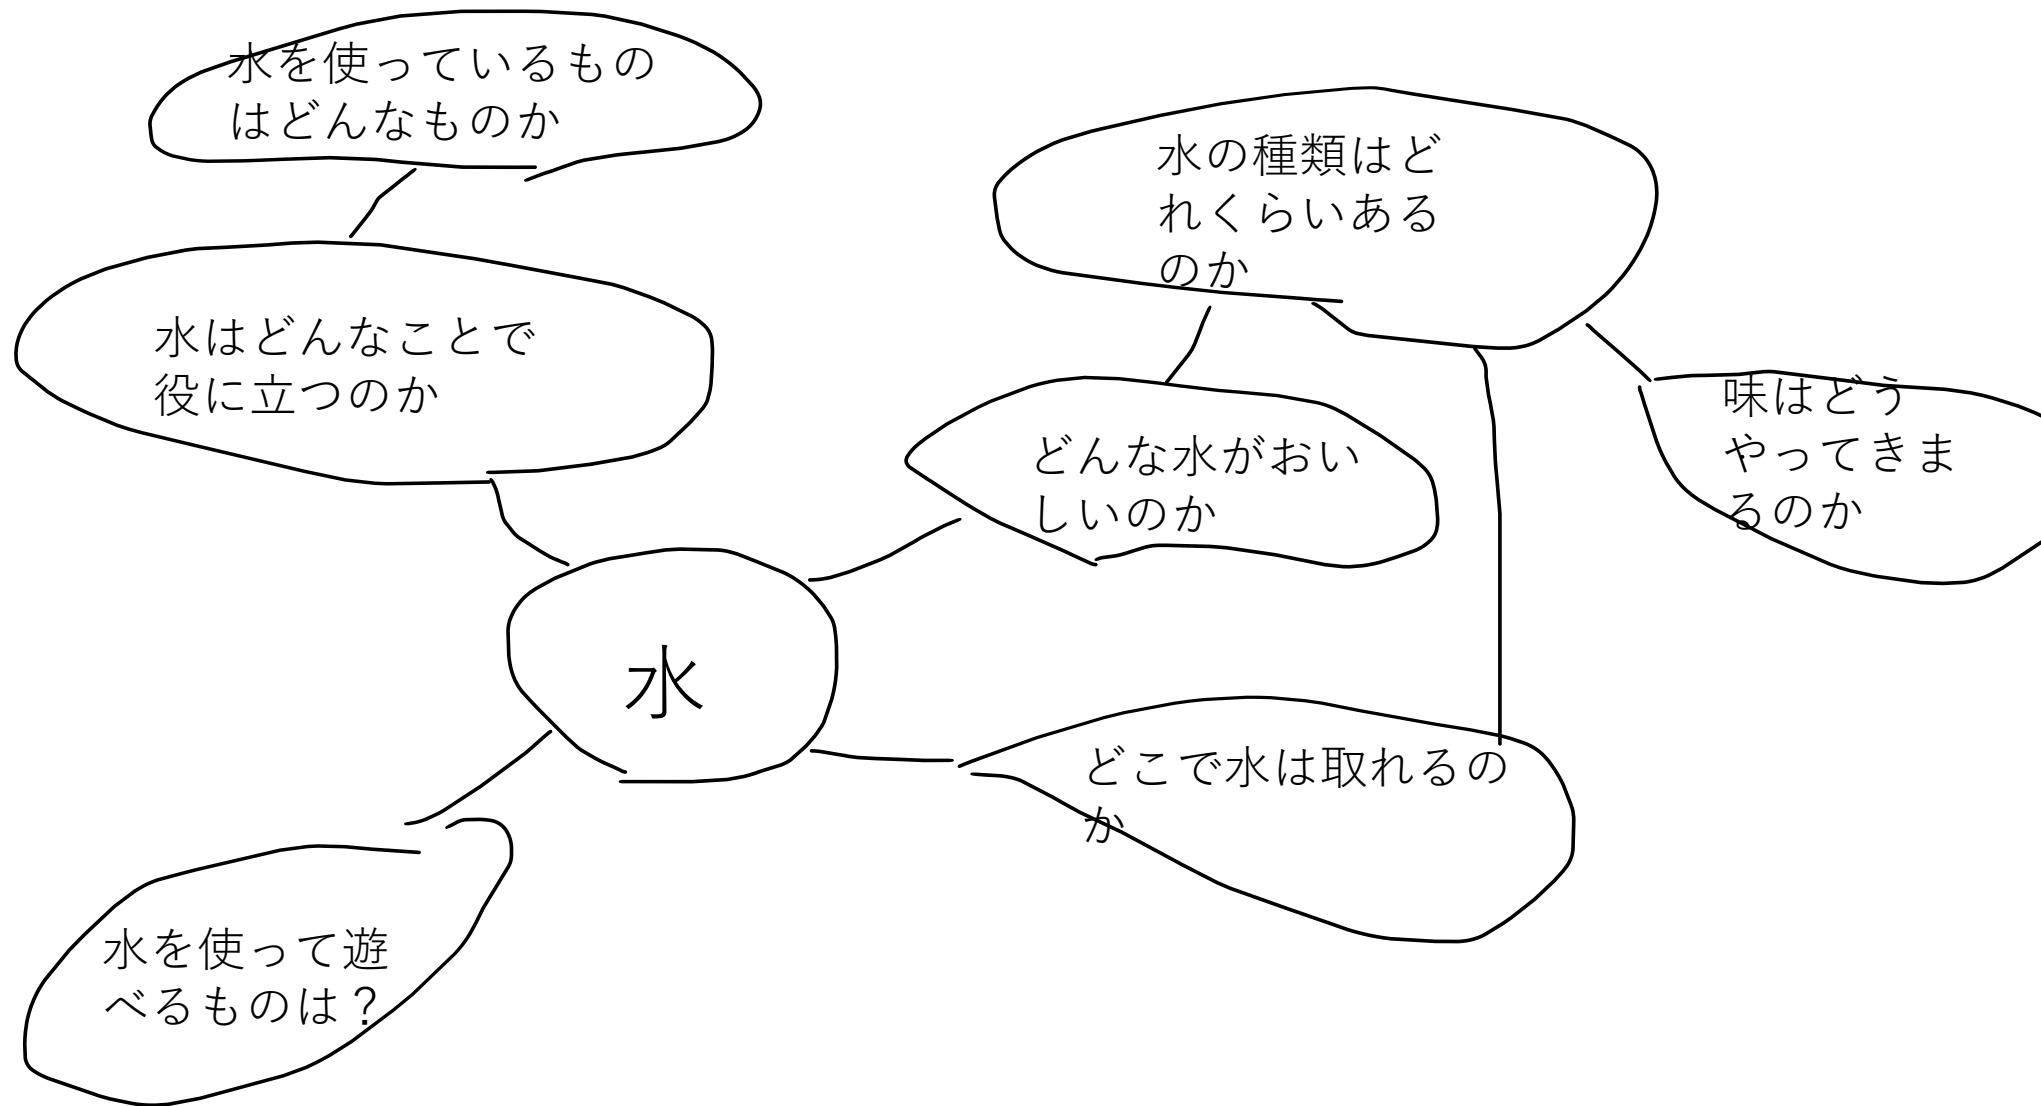 水を使っているもの
はどんなものか
水の種類はど
れくらいある
のか
水はどんなことで
役に立つのか
味はどう
やってきま
るのか
どんな水がおい
しいのか
水
どこで水は取れるの
か
水を使って遊
べるものは？